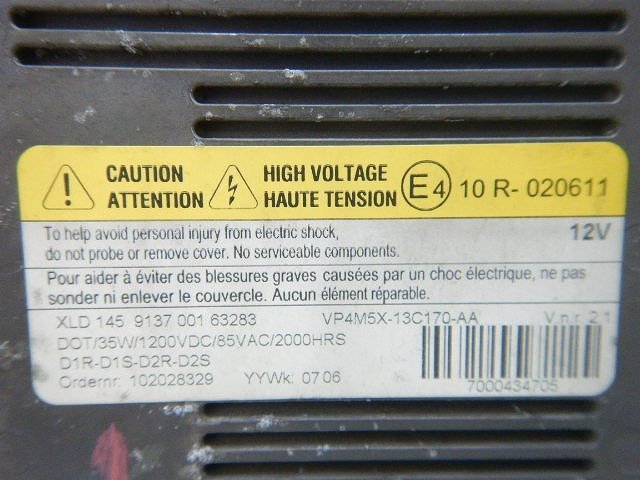 CAUTION
ATTENTION
HIGH VOLTAGE
HAUTE TENSION
E4 10 R- 020611
To help avoid personal injury from electric shock, 12V
do not probe or remove cover. No serviceable components.
Pour aider à éviter des blessures graves causées par un choc électrique, ne pas
sonder ni enlever le couvercle. Aucun élément réparable.
XLD 145 9137 001 63283 VP4M5X-13C170-AA V.n.r. 2 1
DOT/35W/1200VDC/85VAC/2000HRS
D1R-D1S-D2R-D2S
Ordernr: 102028329 YYWk: 07 06
7000434705